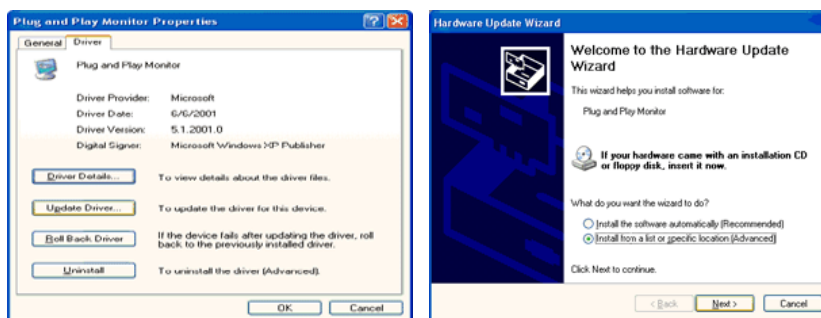 Plug and Play Monitor Properties
General Driver
Plug and Play Monitor
Driver Provider: Microsoft
Driver Date: 6/6/2001
Driver Version: 5.1.2001.0
Digital Signer: Microsoft Windows XP Publisher
Driver Details... To view details about the driver files.
Update Driver... To update the driver for this device.
Roll Back Driver If the device fails after updating the driver, roll
back to the previously installed driver.
Uninstall To uninstall the driver (Advanced).
OK Cancel
Hardware Update Wizard
Welcome to the Hardware Update
Wizard
This wizard helps you install software for:
Plug and Play Monitor
If your hardware came with an installation CD
or floppy disk, insert it now.
What do you want the wizard to do?
Install the software automatically (Recommended)
Install from a list or specific location (Advanced)
Click Next to continue.
< Back Next > Cancel